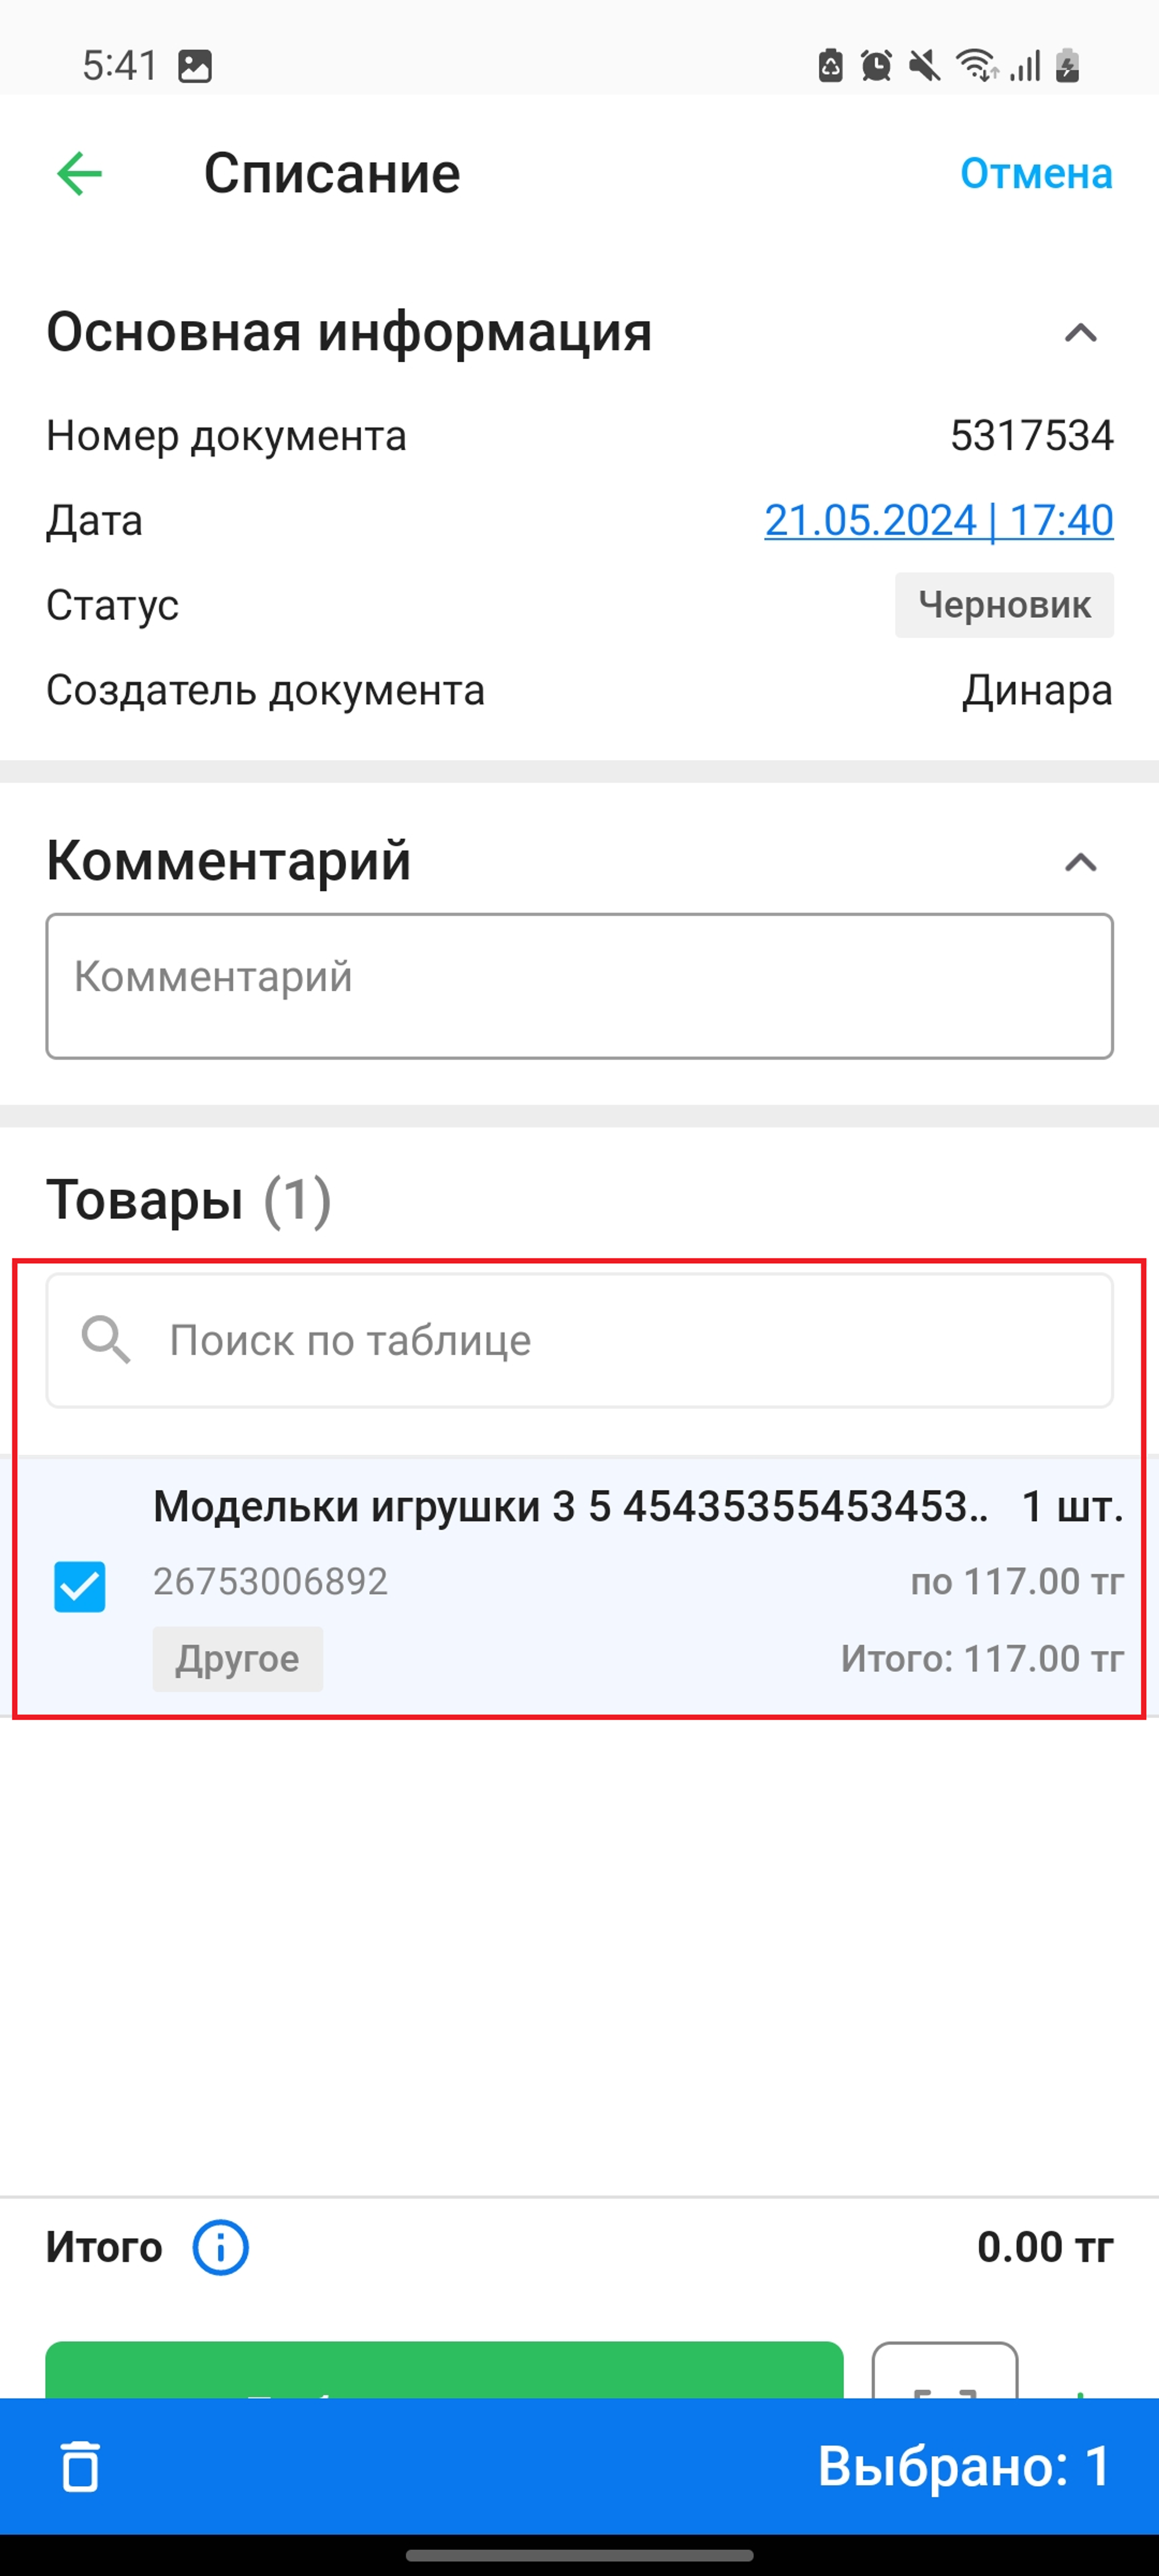 5:41
Списание
Отмена
Основная информация
Номер документа
5317534
Дата
21.05.2024 | 17:40
Статус
Черновик
Создатель документа
Динара
Комментарий
Комментарий
Товары (1)
Поиск по таблице
Модельки игрушки 3 5 45435355453453..
1 шт.
26753006892
по 117.00 тг
Другое
Итого: 117.00 тг
Итого
0.00 тг
Выбрано: 1